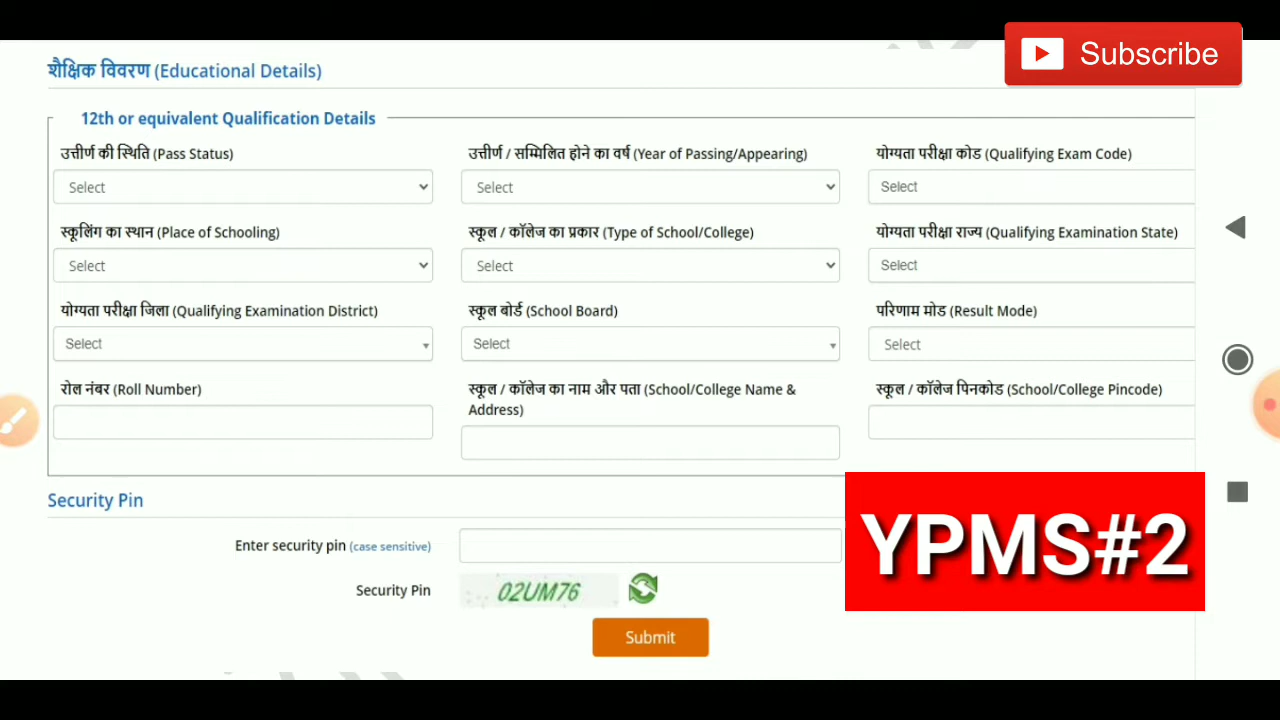 Subscribe
शैक्षिक विवरण (Educational Details)
12th or equivalent Qualification Details
उत्तीर्ण की स्थिति (Pass Status)
उत्तीर्ण / सम्मिलित होने का वर्ष (Year of Passing/Appearing)
योग्यता परीक्षा कोड (Qualifying Exam Code)
Select
Select
Select
स्कूलिंग का स्थान (Place of Schooling)
स्कूल / कॉलेज का प्रकार (Type of School/College)
योग्यता परीक्षा राज्य (Qualifying Examination State)
Select
Select
Select
योग्यता परीक्षा जिला (Qualifying Examination District)
स्कूल बोर्ड (School Board)
परिणाम मोड (Result Mode)
Select
Select
Select
रोल नंबर (Roll Number)
स्कूल / कॉलेज का नाम और पता (School/College Name &
Address)
स्कूल / कॉलेज पिनकोड (School/College Pincode)
Security Pin
Enter security pin (case sensitive)
Security Pin
02UM76
Submit
YPMS#2